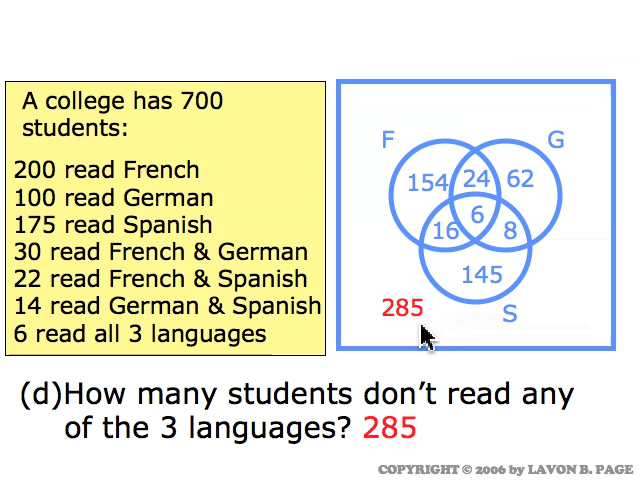 A college has 700
students:
200 read French
100 read German
175 read Spanish
30 read French & German
22 read French & Spanish
14 read German & Spanish
6 read all 3 languages
F
G
154 24 62
6
16 8
145
285
S
(d)How many students don’t read any
of the 3 languages? 285
COPYRIGHT © 2006 by LAVON B. PAGE